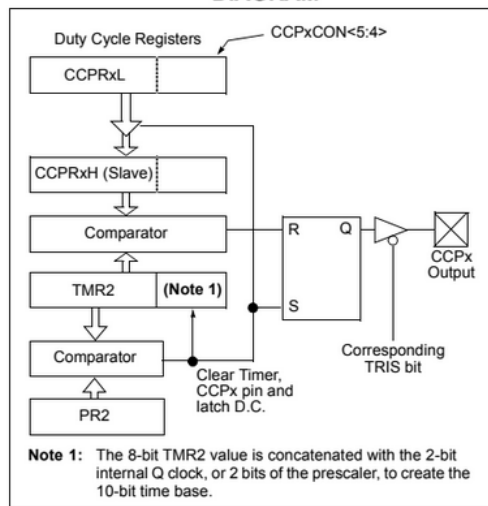 Duty Cycle Registers
CCPxCON<5:4>
CCPRxL
CCPRxH (Slave)
Comparator
R
Q
CCPx
Output
TMR2
(Note 1)
S
Comparator
Corresponding
TRIS bit
Clear Timer,
CCPx pin and
latch D.C.
PR2
Note 1: The 8-bit TMR2 value is concatenated with the 2-bit
internal Q clock, or 2 bits of the prescaler, to create the
10-bit time base.